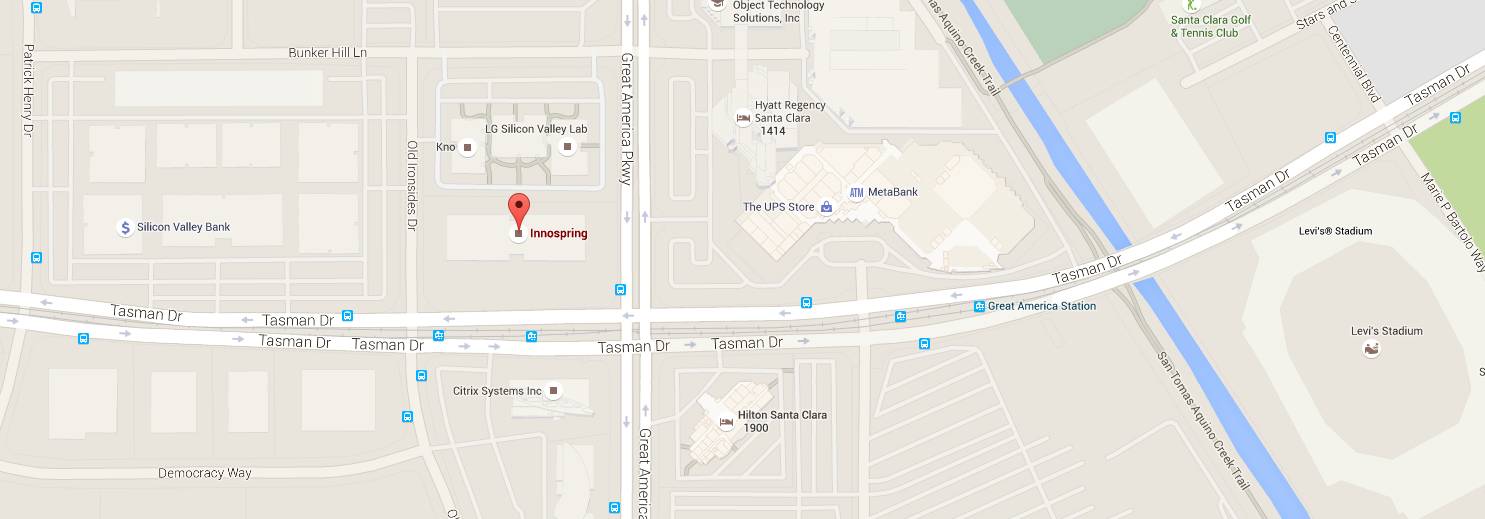 Object Technology
Solutions, Inc
Santa Clara Golf
& Tennis Club
Stars and S
Patrick Henry Dr
Bunker Hill Ln
Great America Pkwy
San Tomas Aquino Creek Trail
Centennial Blvd
Tasman Dr
Hyatt Regency
Santa Clara
1414
LG Silicon Valley Lab
Kno
Old Ironsides Dr
Tasman Dr
ATM
MetaBank
Tasman Dr
Marie P Bartolo Way
The UPS Store
$
Silicon Valley Bank
Innospring
Levi's® Stadium
Tasman Dr
Great America Station
Tasman Dr
Tasman Dr
Tasman Dr
Tasman Dr
Tasman Dr
Tasman Dr
Levi's Stadium
S
Citrix Systems Inc
Hilton Santa Clara
1900
San Tomas Aquino Creek Trail
Great America
Democracy Way
Ol